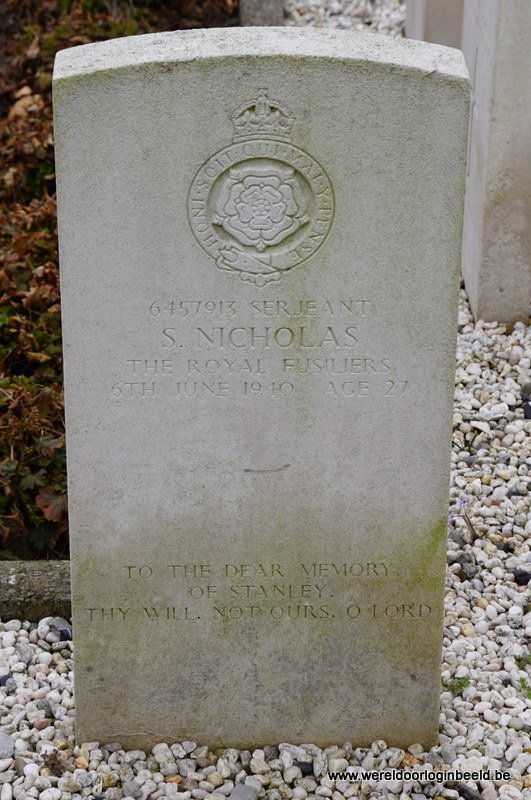 HONI · SOIT · QUI · MAL · Y · PENSE
6457913 SERJEANT
S. NICHOLAS
THE ROYAL FUSILIERS
6TH JUNE 1940 AGE 27
TO THE DEAR MEMORY
OF STANLEY.
THY WILL, NOT OURS, O LORD
www.wereldoorloginbeeld.be